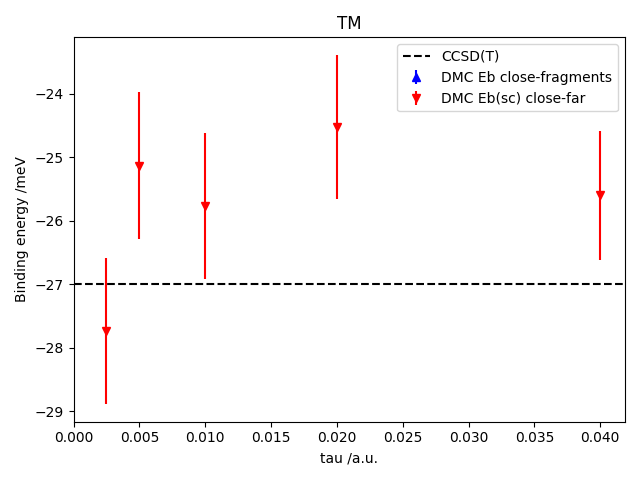 TM
CCSD(T)
DMC Eb close-fragments
DMC Eb(sc) close-far
Binding energy /meV
−24
−25
−26
−27
−28
−29
0.000 0.005 0.010 0.015 0.020 0.025 0.030 0.035 0.040
tau /a.u.